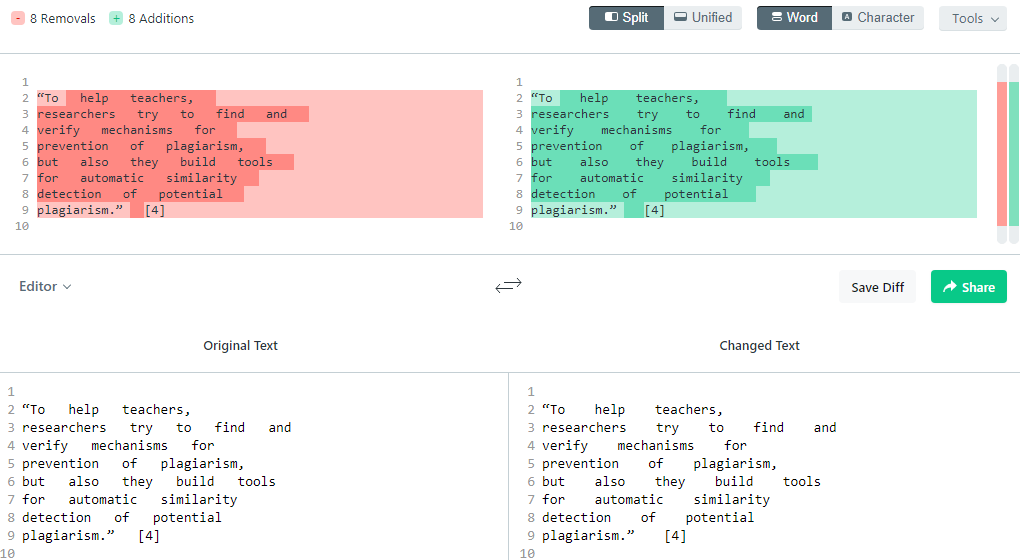 - 8 Removals + 8 Additions Split Unified Word A Character Tools
1 1
2 “To help teachers, 2 “To help teachers,
3 researchers try to find and 3 researchers try to find and
4 verify mechanisms for 4 verify mechanisms for
5 prevention of plagiarism, 5 prevention of plagiarism,
6 but also they build tools 6 but also they build tools
7 for automatic similarity 7 for automatic similarity
8 detection of potential 8 detection of potential
9 plagiarism.” [4] 9 plagiarism.” [4]
10 10
Editor Save Diff Share
Original Text Changed Text
1 1
2 “To help teachers, 2 “To help teachers,
3 researchers try to find and 3 researchers try to find and
4 verify mechanisms for 4 verify mechanisms for
5 prevention of plagiarism, 5 prevention of plagiarism,
6 but also they build tools 6 but also they build tools
7 for automatic similarity 7 for automatic similarity
8 detection of potential 8 detection of potential
9 plagiarism.” [4] 9 plagiarism.” [4]
10 10